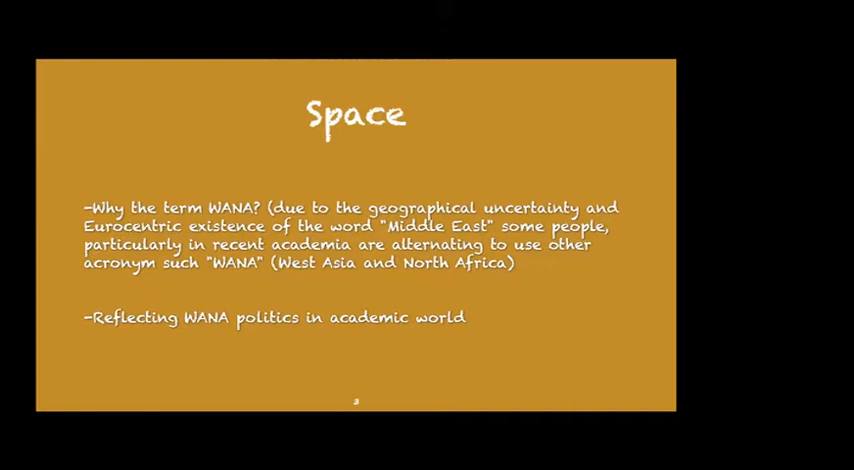 Space
-Why the term WANA? (due to the geographical uncertainty and
Eurocentric existence of the word "Middle East" some people,
particularly in recent academia are alternating to use other
acronym such "WANA" (West Asia and North Africa)
-Reflecting WANA politics in academic world
3